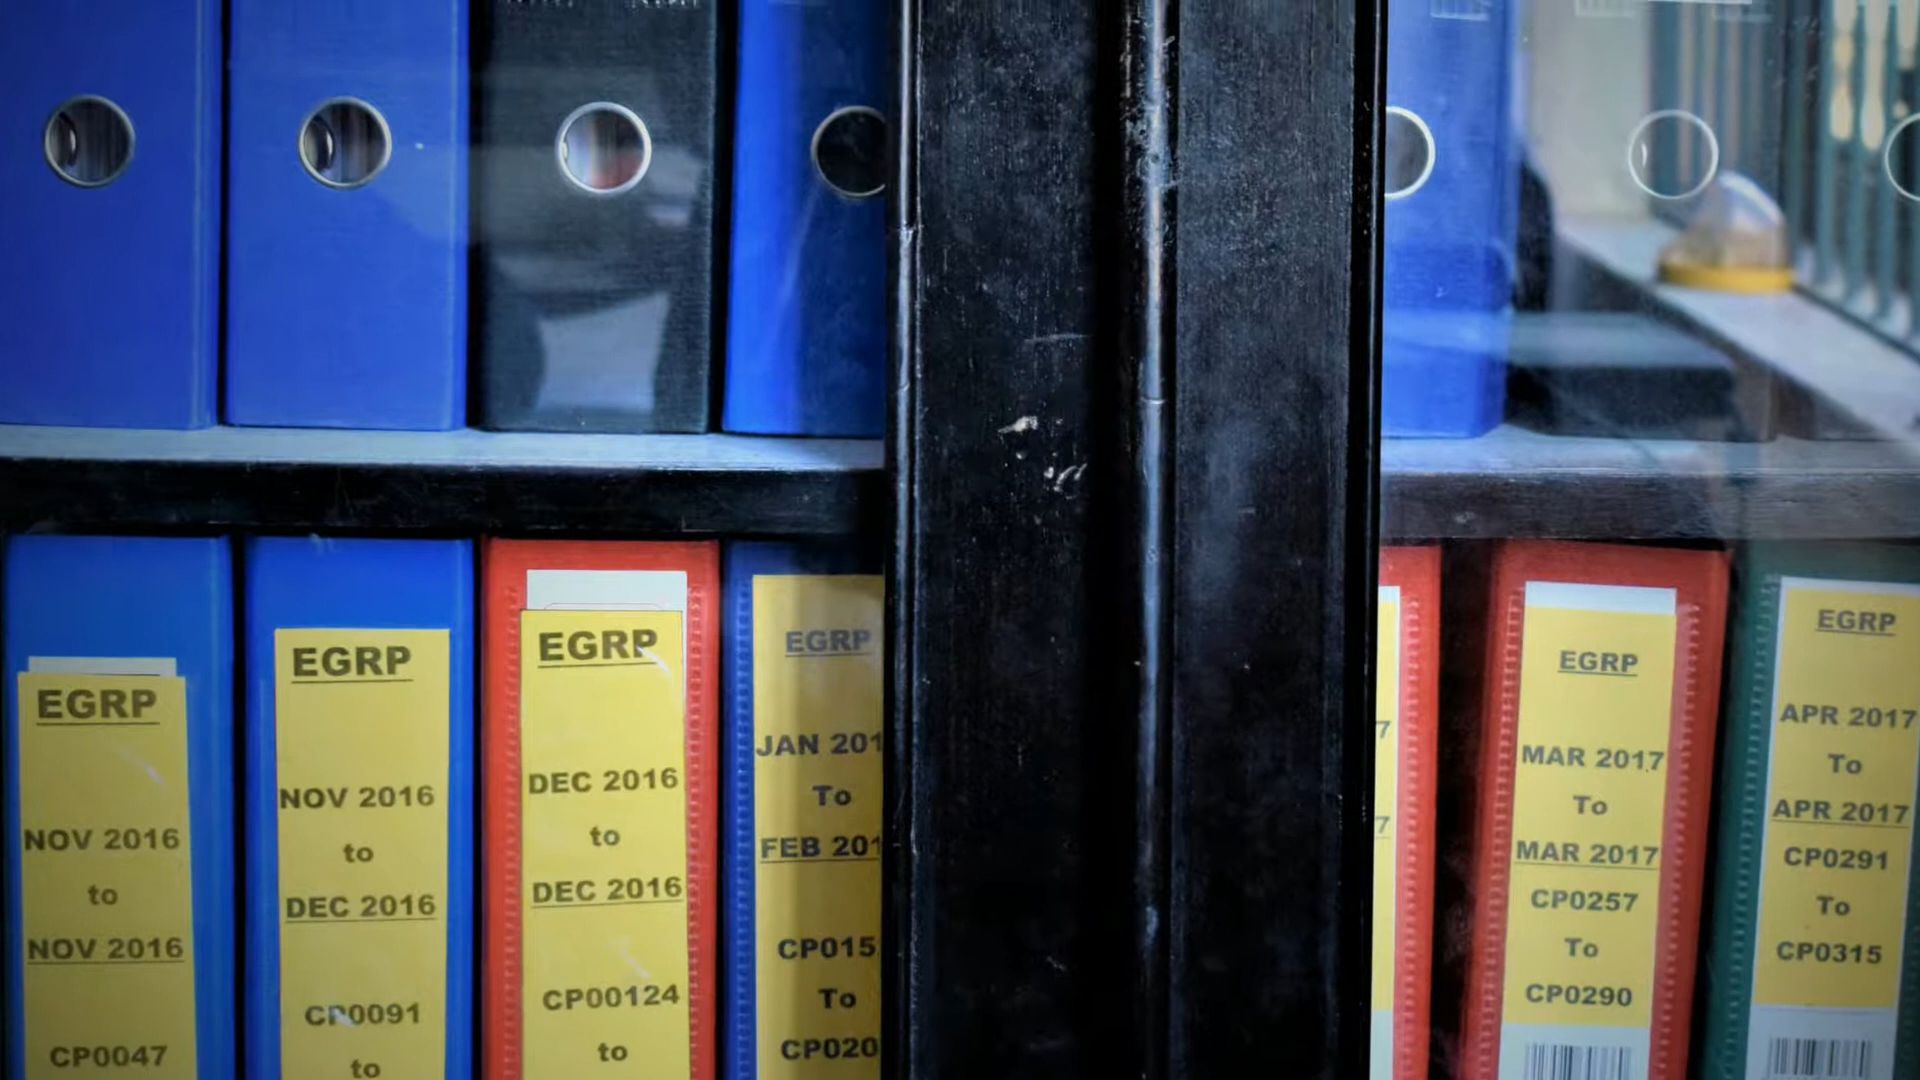 EGRP
NOV 2016
to
NOV 2016
CP0047
EGRP
NOV 2016
to
DEC 2016
CP0091
to
EGRP
DEC 2016
to
DEC 2016
CP00124
to
EGRP
JAN 201
To
FEB 201
CP015
To
CP020
7
7
EGRP
MAR 2017
To
MAR 2017
CP0257
To
CP0290
EGRP
APR 2017
To
APR 2017
CP0291
To
CP0315